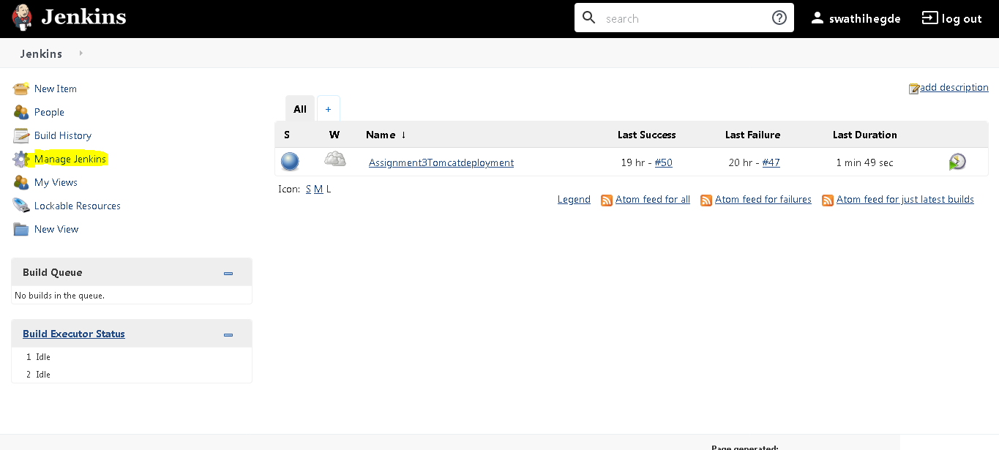 Jenkins
search
swathihegde
log out
Jenkins
New Item
People
Build History
Manage Jenkins
My Views
Lockable Resources
New View
Build Queue
No builds in the queue.
Build Executor Status
1 Idle
2 Idle
add description
All +
S W Name ↓ Last Success Last Failure Last Duration
Assignment3Tomcatdeployment 19 hr - #50 20 hr - #47 1 min 49 sec
Icon: S M L
Legend Atom feed for all Atom feed for failures Atom feed for just latest builds
Page generated: